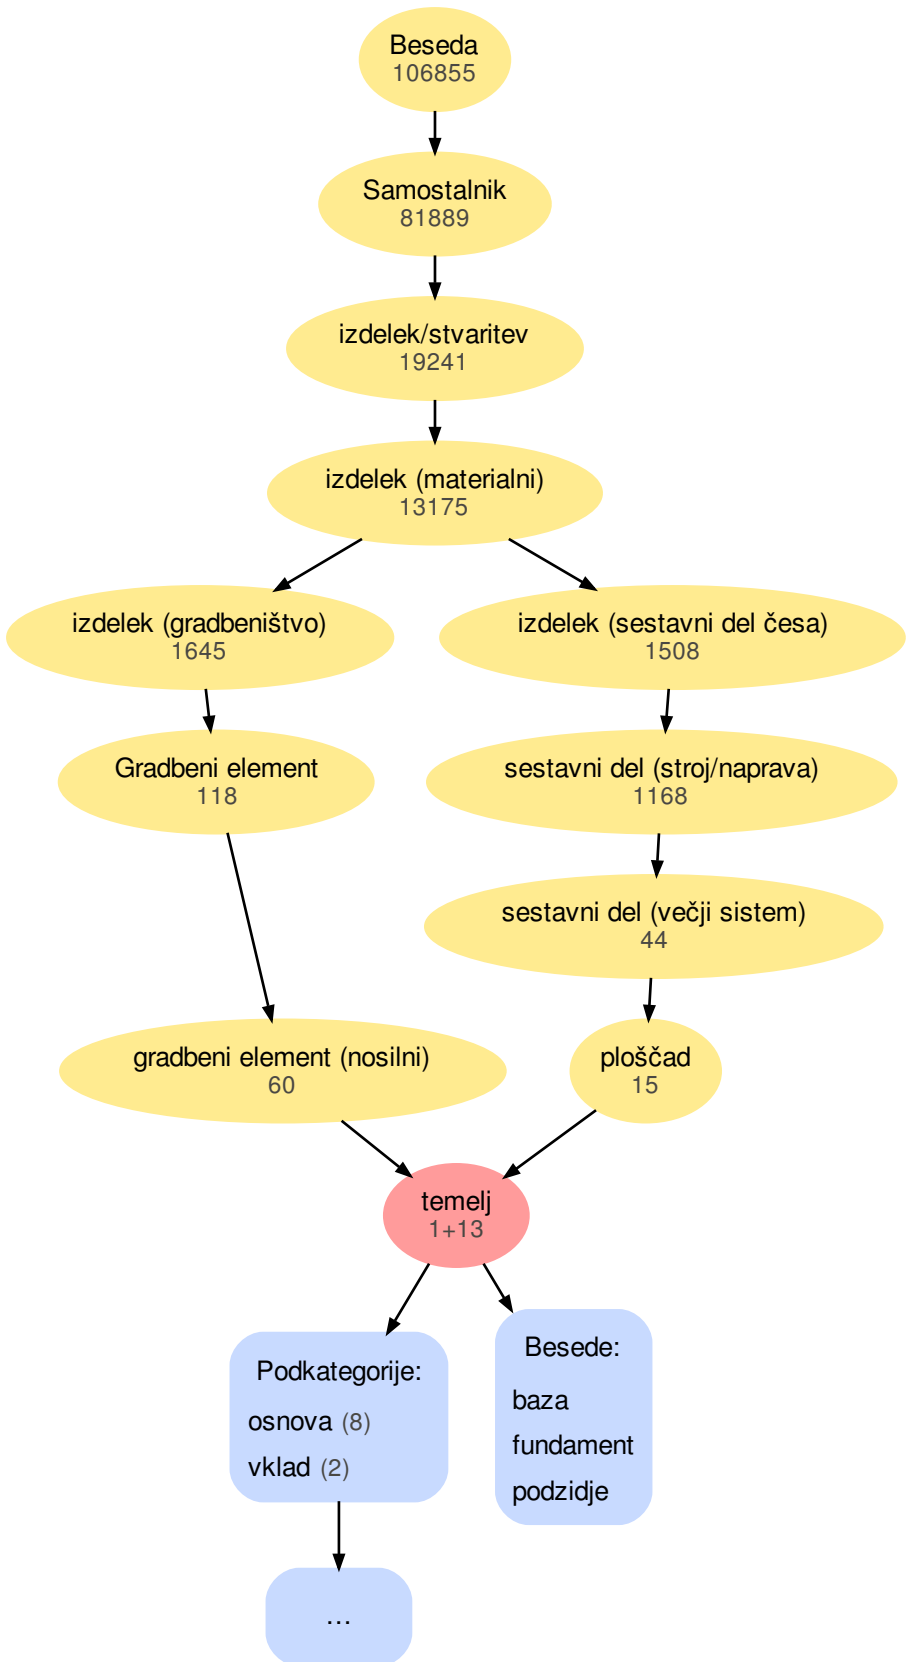 Beseda
106855
Samostalnik
81889
izdelek/stvaritev
19241
izdelek (materialni)
13175
izdelek (gradbeništvo)
1645
izdelek (sestavni del česa)
1508
Gradbeni element
118
sestavni del (stroj/naprava)
1168
sestavni del (večji sistem)
44
gradbeni element (nosilni)
60
ploščad
15
temelj
1+13
Podkategorije:
osnova (8)
vklad (2)
Besede:
baza
fundament
podzidje
...